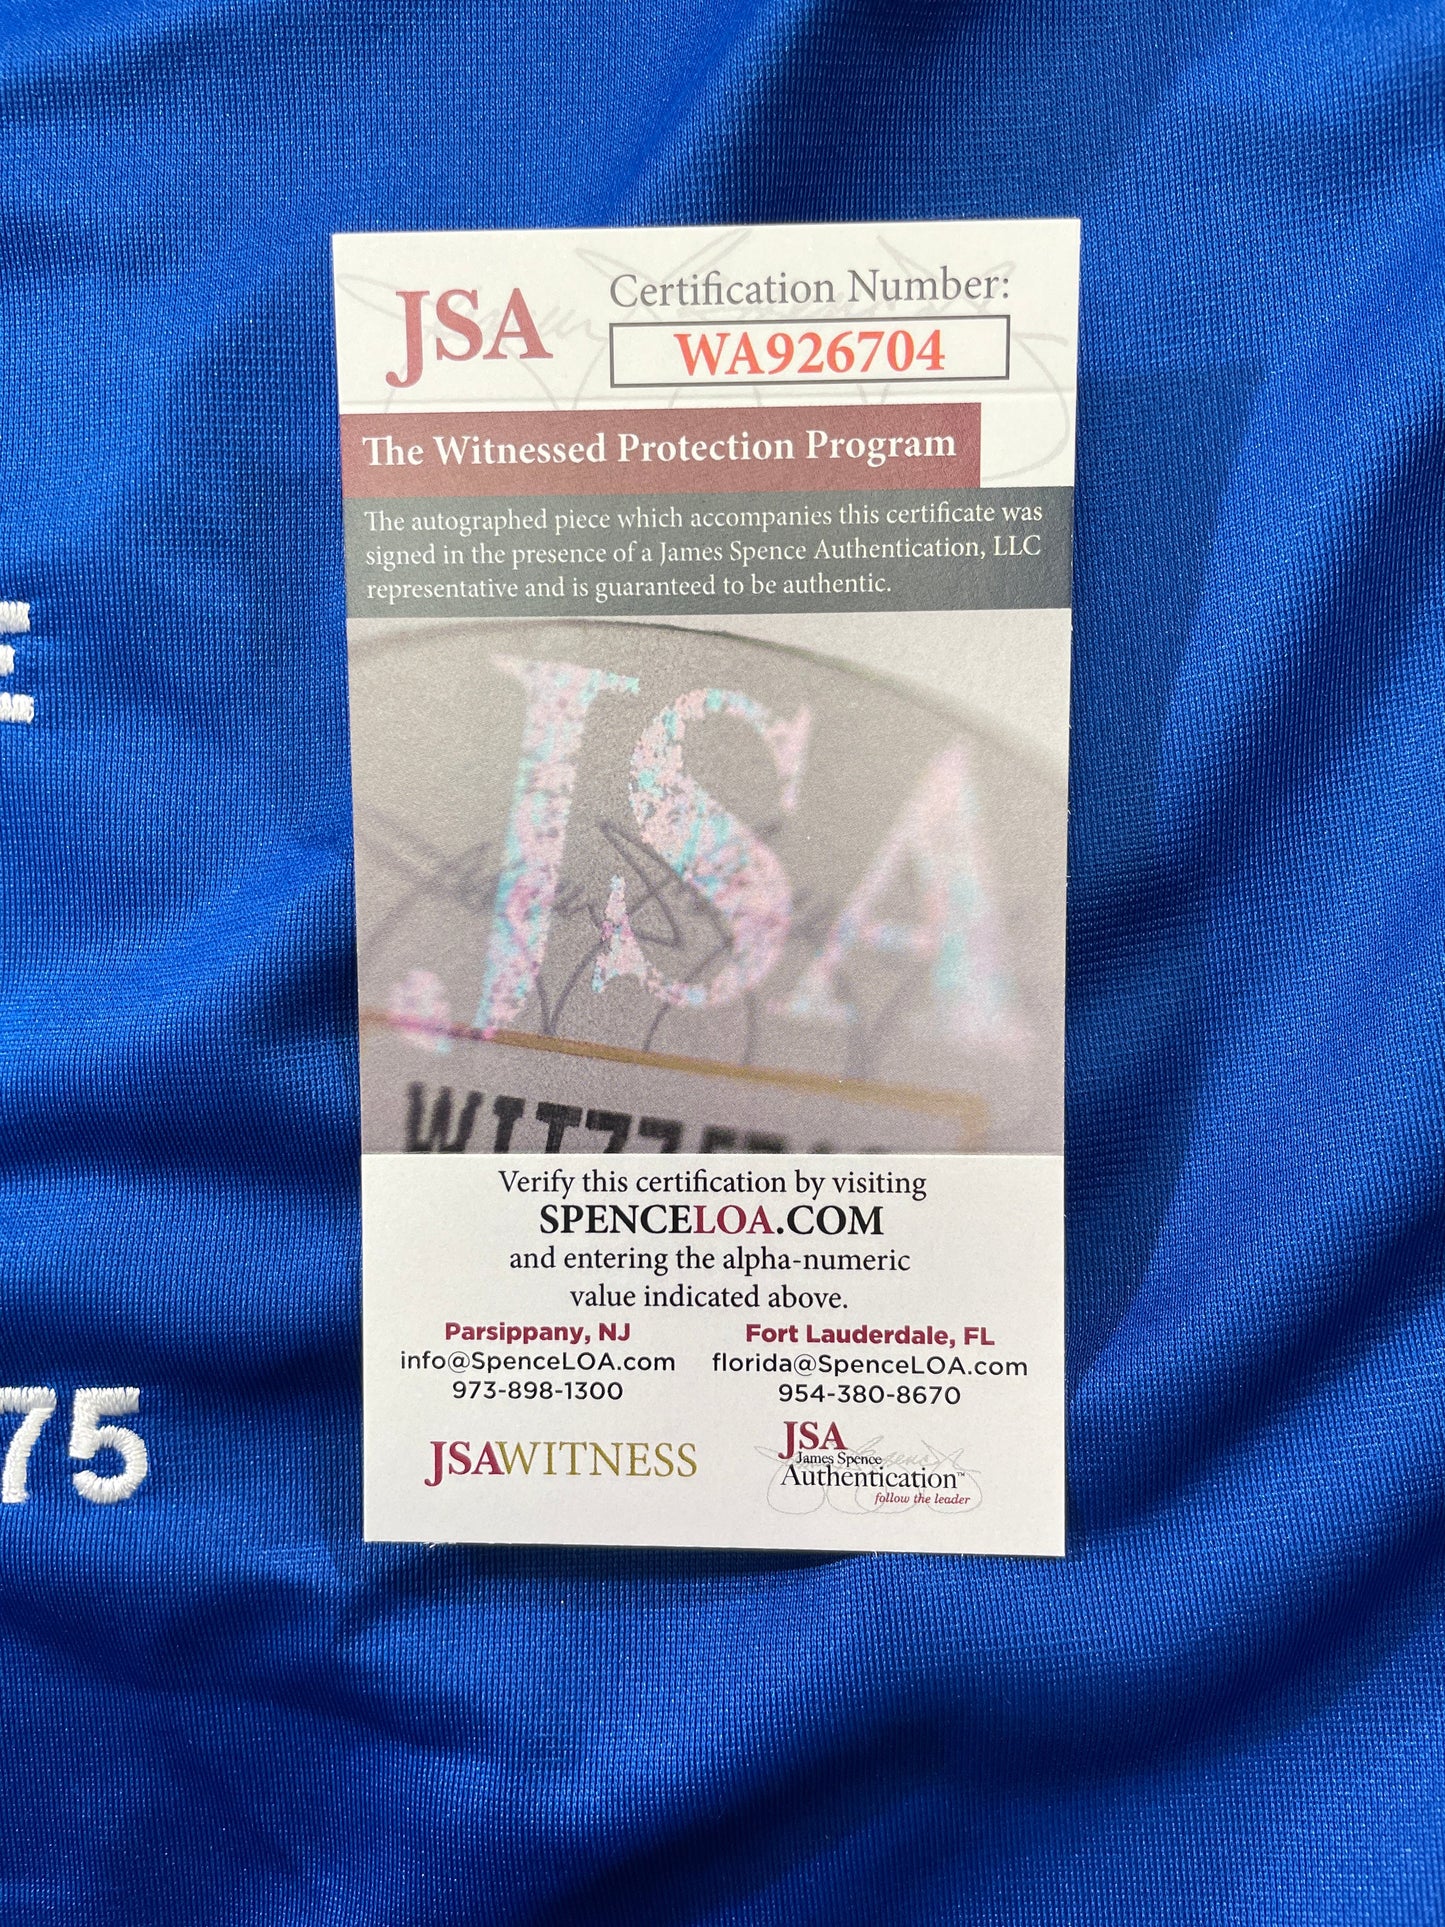 JSA
Certification Number:
WA926704
The Witnessed Protection Program
The autographed piece which accompanies this certificate was
signed in the presence of a James Spence Authentication, LLC
representative and is guaranteed to be authentic.
E
JSA
75
Verify this certification by visiting
SPENCELOA.COM
and entering the alpha-numeric
value indicated above.
Parsippany, NJ
info@SpenceLOA.com
973-898-1300
Fort Lauderdale, FL
florida@SpenceLOA.com
954-380-8670
JSAWITNESS
JSA
James Spence
Authentication™
follow the leader